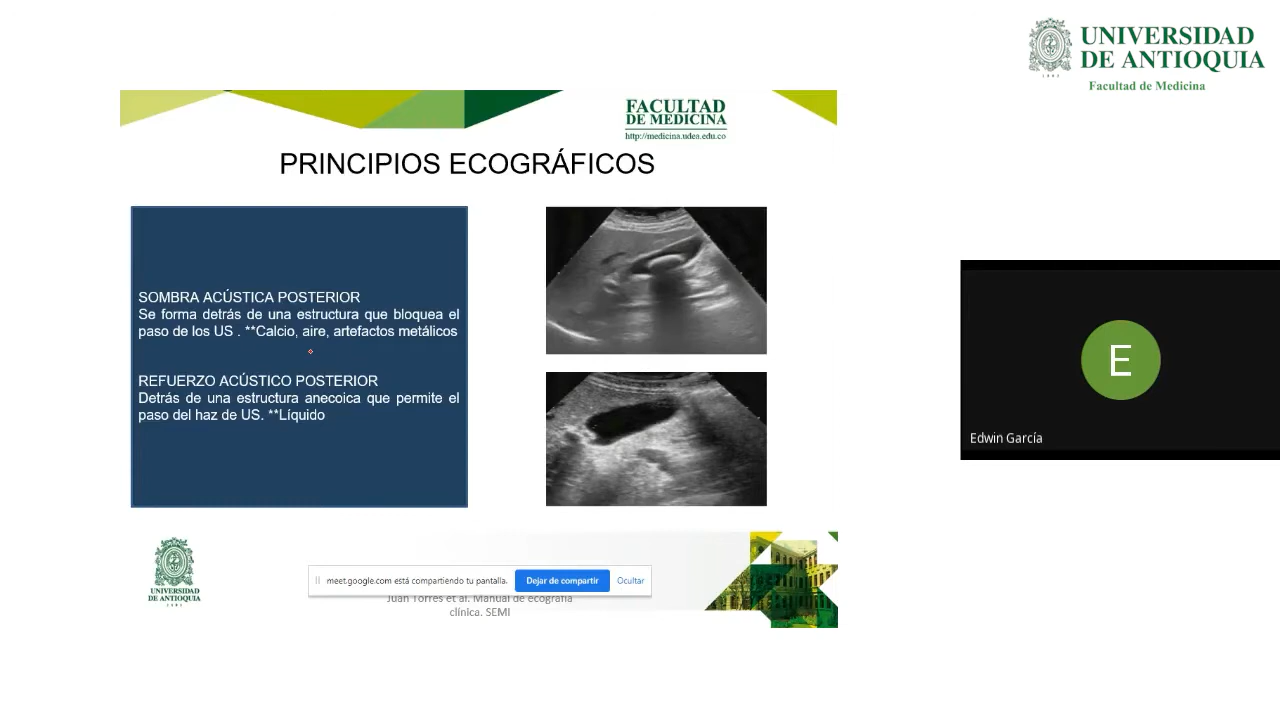 UNIVERSIDAD
DE ANTIOQUIA
1803
Facultad de Medicina
FACULTAD
DE MEDICINA
http://medicina.udea.edu.co
PRINCIPIOS ECOGRÁFICOS
SOMBRA ACÚSTICA POSTERIOR
Se forma detrás de una estructura que bloquea el
paso de los US . **Calcio, aire, artefactos metálicos
REFUERZO ACÚSTICO POSTERIOR
Detrás de una estructura anecoica que permite el
paso del haz de US. **Líquido
E
Edwin García
UNIVERSIDAD
DE ANTIOQUIA
1803
meet.google.com está compartiendo tu pantalla.
Dejar de compartir
Ocultar
Juan Torres et al. Manual de ecografía
clínica. SEMI